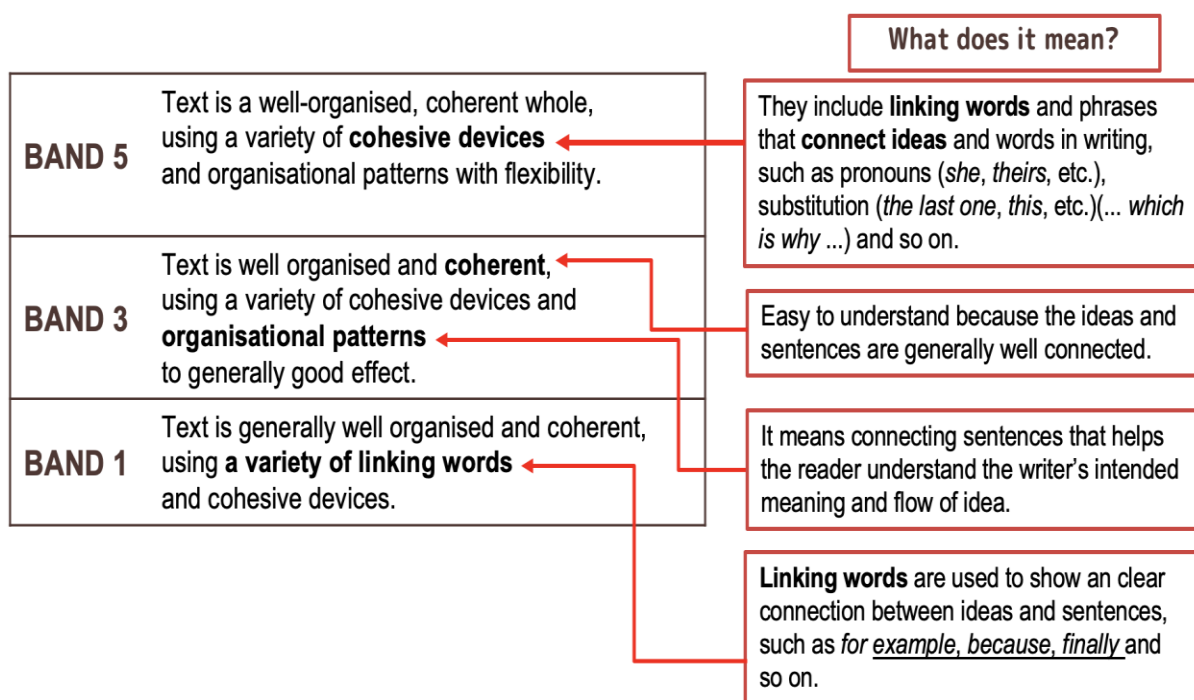 What does it mean?
BAND 5
Text is a well-organised, coherent whole,
using a variety of cohesive devices
and organisational patterns with flexibility.
They include linking words and phrases
that connect ideas and words in writing,
such as pronouns (she, theirs, etc.),
substitution (the last one, this, etc.)(... which
is why ...) and so on.
BAND 3
Text is well organised and coherent,
using a variety of cohesive devices and
organisational patterns
to generally good effect.
Easy to understand because the ideas and
sentences are generally well connected.
BAND 1
Text is generally well organised and coherent,
using a variety of linking words
and cohesive devices.
It means connecting sentences that helps
the reader understand the writer’s intended
meaning and flow of idea.
Linking words are used to show an clear
connection between ideas and sentences,
such as for example, because, finally and
so on.